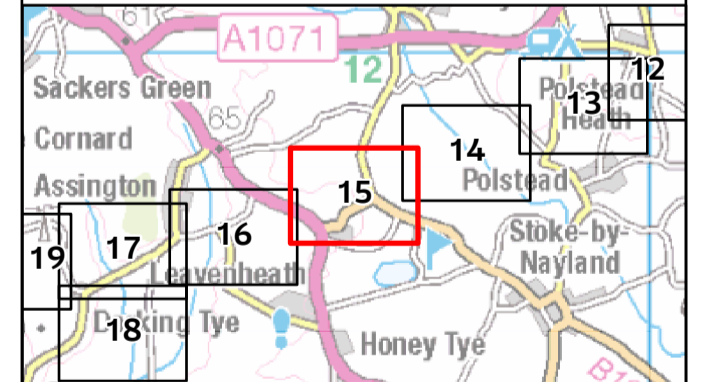 61
A1071
12
12
Sackers Green
65
Polstead
Heath
13
Cornard
14
Assington
Polstead
15
16
17
19
Stoke-by-
Nayland
Leavenheath
18
Honey Tye